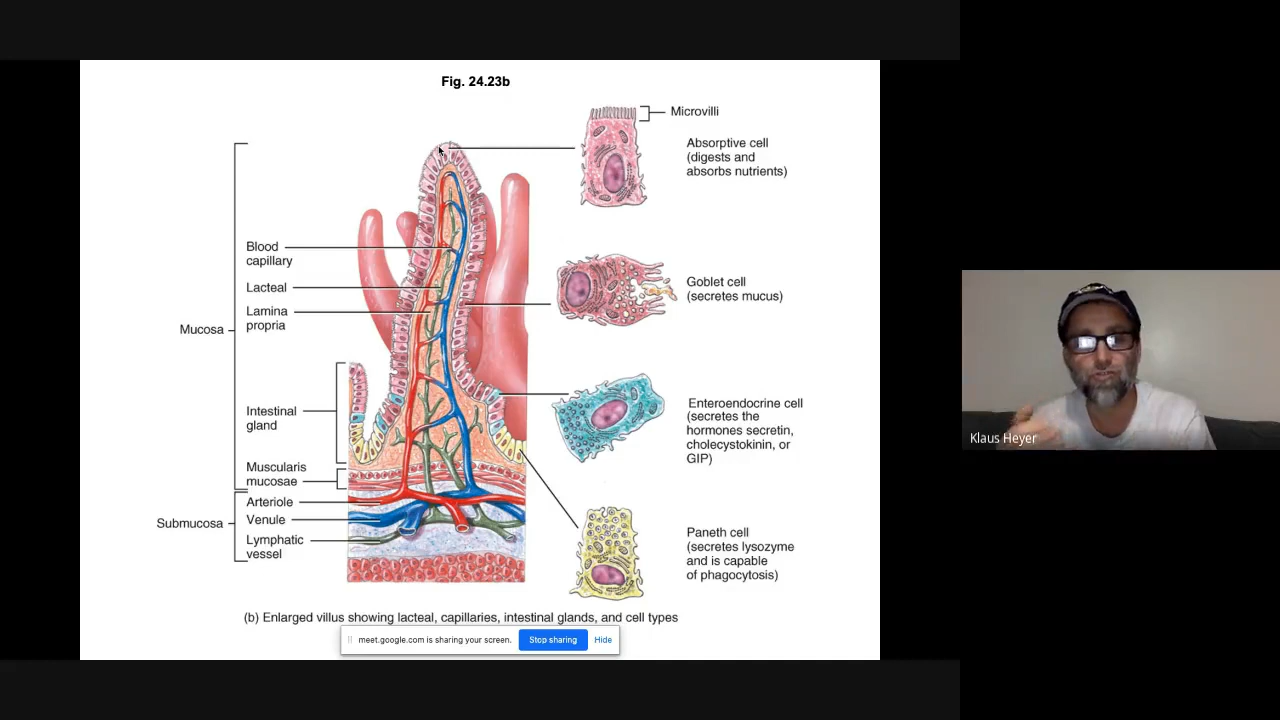 Fig. 24.23b
Microvilli
Absorptive cell
(digests and
absorbs nutrients)
Blood
capillary
Lacteal
Goblet cell
(secretes mucus)
Lamina
propria
Mucosa
Intestinal
gland
Enteroendocrine cell
(secretes the
hormones secretin,
cholecystokinin, or
GIP)
Klaus Heyer
Muscularis
mucosae
Arteriole
Venule
Submucosa
Lymphatic
vessel
Paneth cell
(secretes lysozyme
and is capable
of phagocytosis)
(b) Enlarged villus showing lacteal, capillaries, intestinal glands, and cell types
meet.google.com is sharing your screen. Stop sharing Hide